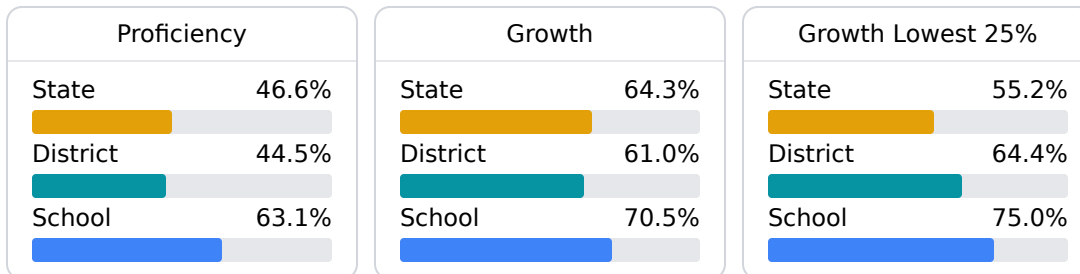 Proficiency
State 46.6%
District 44.5%
School 63.1%
Growth
State 64.3%
District 61.0%
School 70.5%
Growth Lowest 25%
State 55.2%
District 64.4%
School 75.0%